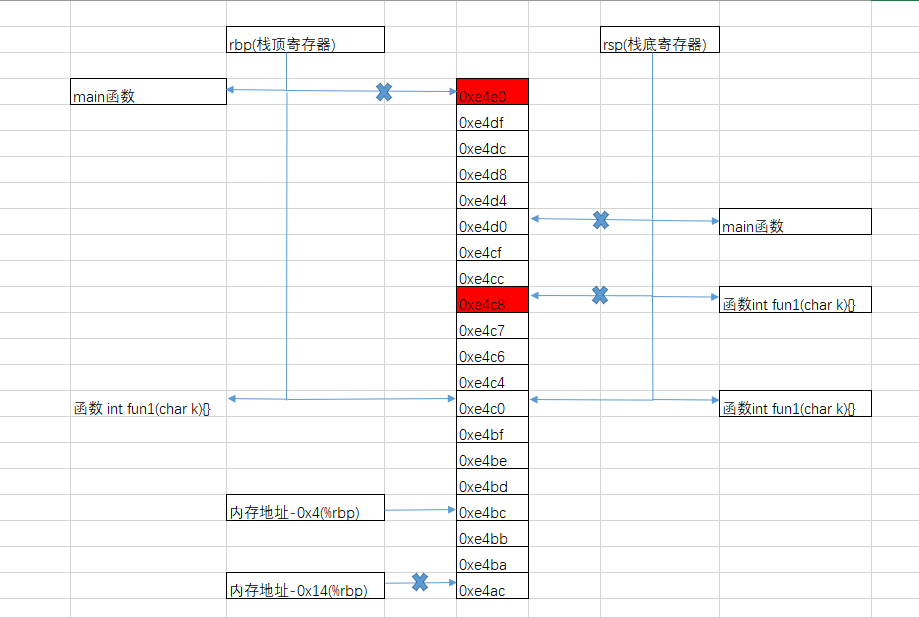 rbp(栈顶寄存器)
rsp(栈底寄存器)
main函数
0xe4e0
0xe4df
0xe4dc
0xe4d8
0xe4d4
0xe4d0
main函数
0xe4cf
0xe4cc
0xe4c8
函数int fun1(char k){}
0xe4c7
0xe4c6
0xe4c4
函数 int fun1(char k){}
0xe4c0
函数int fun1(char k){}
0xe4bf
0xe4be
0xe4bd
内存地址-0x4(%rbp)
0xe4bc
0xe4bb
0xe4ba
内存地址-0x14(%rbp)
0xe4ac